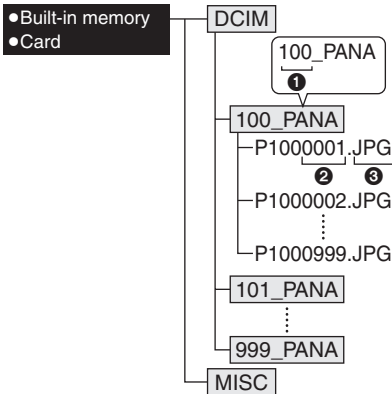 ●Built-in memory
●Card
DCIM
100_PANA
❶
100_PANA
P1000001.JPG
❷ ❸
P1000002.JPG
P1000999.JPG
101_PANA
999_PANA
MISC